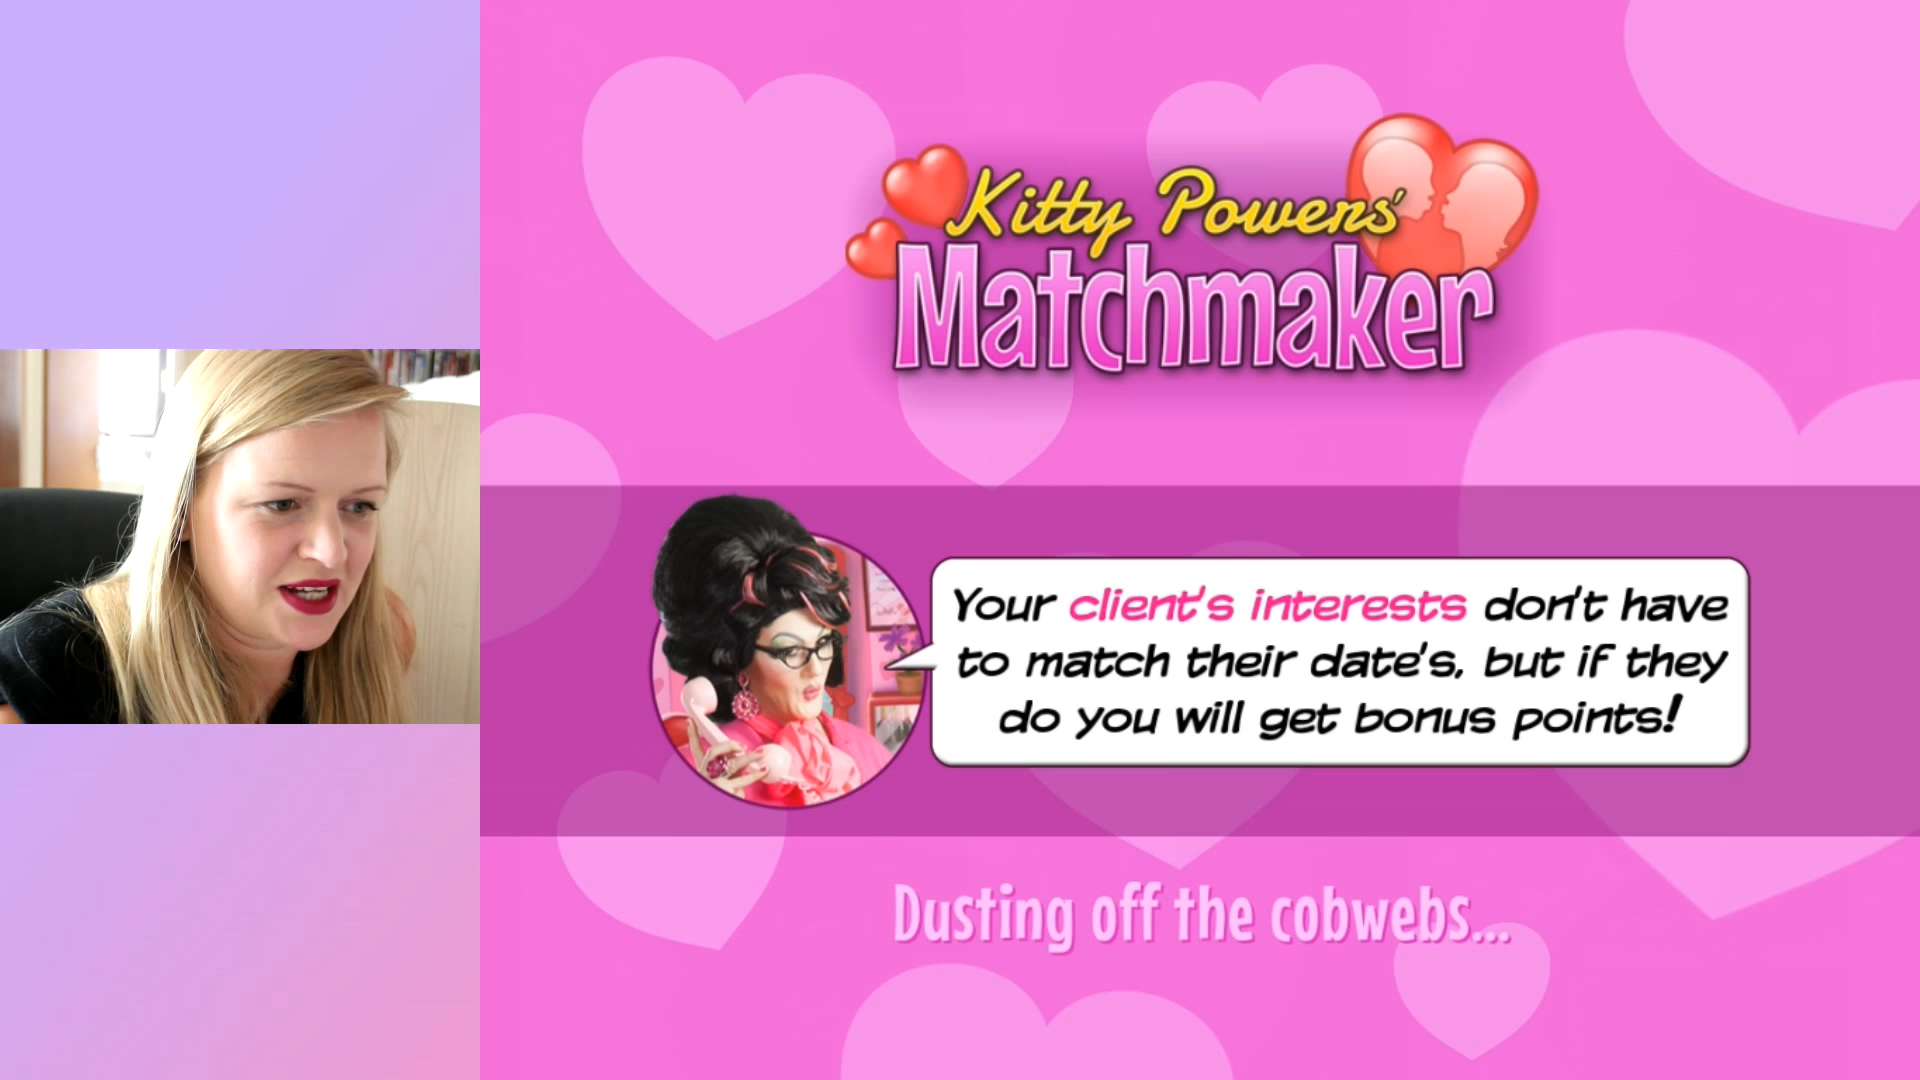 Kitty Powers'
Matchmaker
Your client's interests don't have
to match their date's, but if they
do you will get bonus points!
Dusting off the cobwebs...